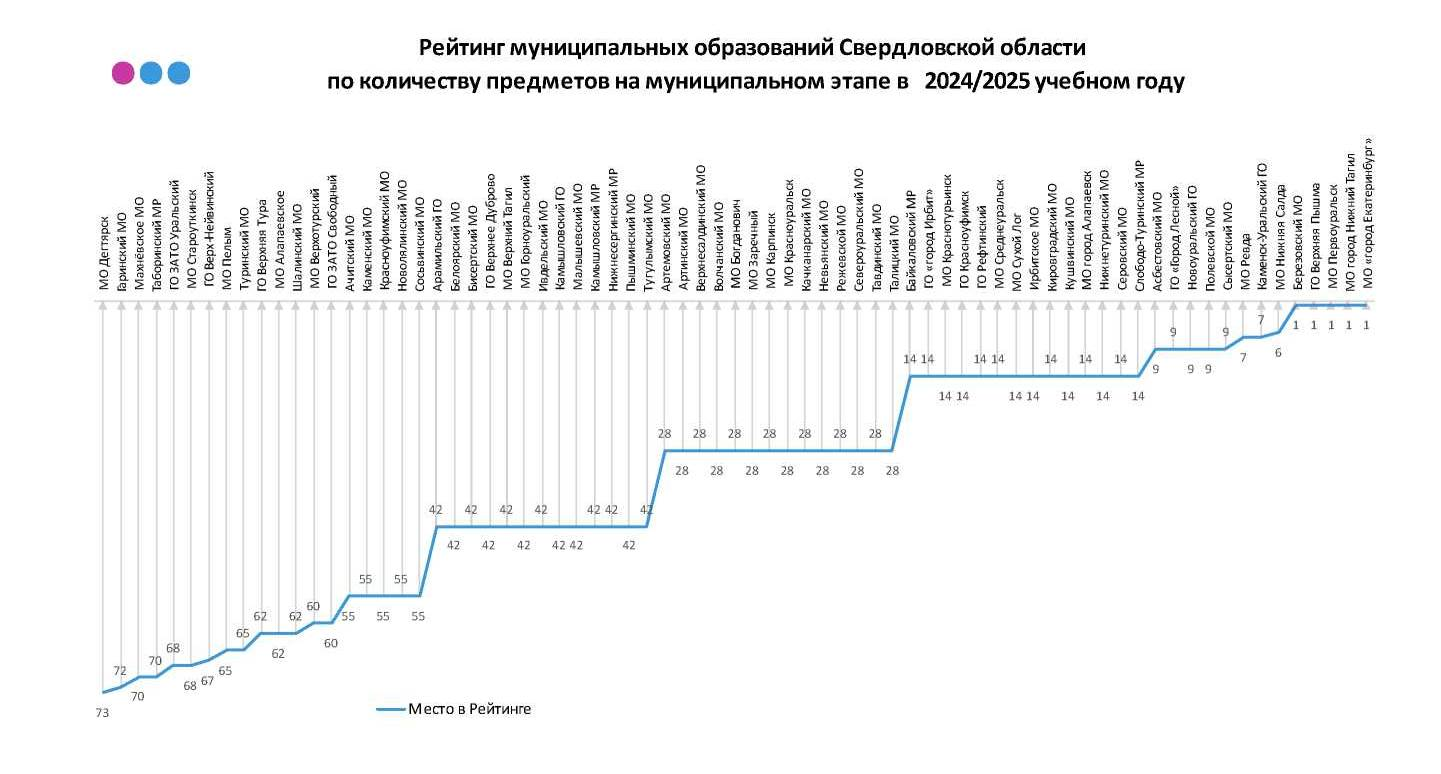 Рейтинг муниципальных образований Свердловской области
по количеству предметов на муниципальном этапе в 2024/2025 учебном году
МО Дегтярск
Гаринский МО
Махнёвское МО
Таборинский МР
ГО ЗАТО Уральский
МО Староуткинск
ГО Верх-Нейвинский
МО Пелым
Туринский МО
ГО Верхняя Тура
МО Алапаевское
Шалинский МО
МО Верхотурский
ГО ЗАТО Свободный
Ачитский МО
Каменский МО
Красноуфимский МО
Новолялинский МО
Сосьвинский МО
Арамильский ГО
Белоярский МО
Бисертский МО
ГО Верхнее Дуброво
МО Верхний Тагил
МО Горноуральский
Ивдельский МО
Камышловский ГО
Малышевский МО
Камышловский МР
Нижнесергинский МР
Пышминский МО
Тугулымский МО
Артемовский МО
Артинский МО
Верхнесалдинский МО
Волчанский МО
МО Богданович
МО Заречный
МО Карпинск
МО Красноуральск
Качканарский МО
Невьянский МО
Режевской МО
Североуральский МО
Тавдинский МО
Талицкий МО
Байкаловский МР
ГО «город Ирбит»
МО Краснотурьинск
ГО Красноуфимск
ГО Рефтинский
МО Среднеуральск
МО Сухой Лог
Ирбитское МО
Кировградский МО
Кушвинский МО
МО город Алапаевск
Нижнетуринский МО
Серовский МО
Слободо-Туринский МР
Асбестовский МО
ГО «Город Лесной»
Новоуральский ГО
Полевской МО
Сысертский МО
МО Ревда
Каменск-Уральский ГО
МО Нижняя Салда
Березовский МО
ГО Верхняя Пышма
МО Первоуральск
МО город Нижний Тагил
МО «город Екатеринбург»
73
72
70
70
68
68
67
65
65
62
62
62
60
60
55
55
55
55
55
42
42
42
42
42
42
42
42
42
42
42
42
42
28
28
28
28
28
28
28
28
28
28
28
28
28
28
14
14
14
14
14
14
14
14
14
14
14
14
14
14
9
9
9
9
9
7
7
6
1
1
1
1
1
Место в Рейтинге